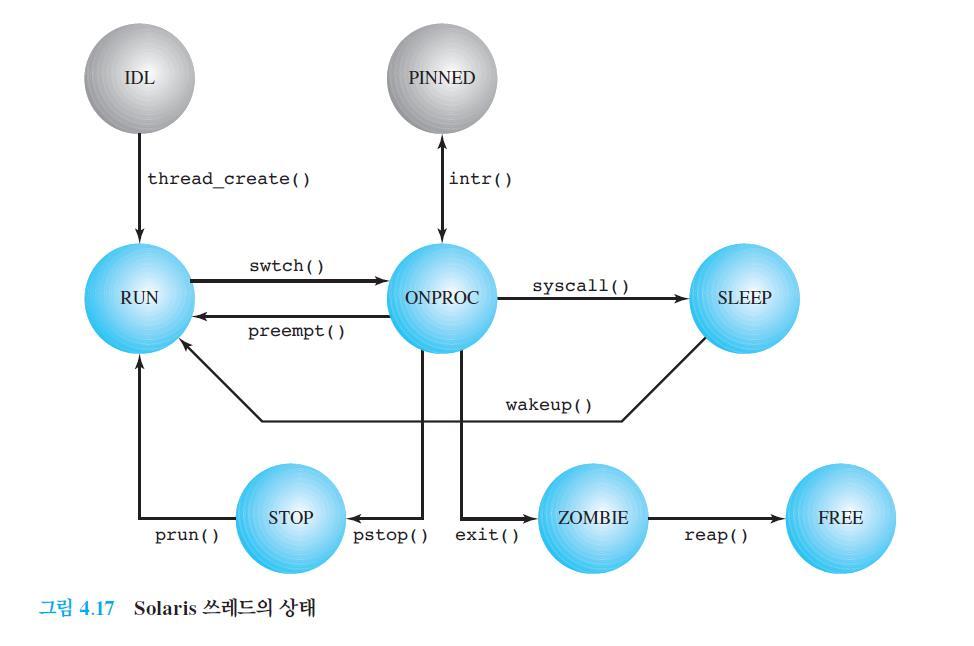 IDL
PINNED
thread_create()
intr()
swtch()
RUN
ONPROC
syscall()
SLEEP
preempt()
wakeup()
STOP
ZOMBIE
FREE
prun()
pstop()
exit()
reap()
그림 4.17 Solaris 쓰레드의 상태